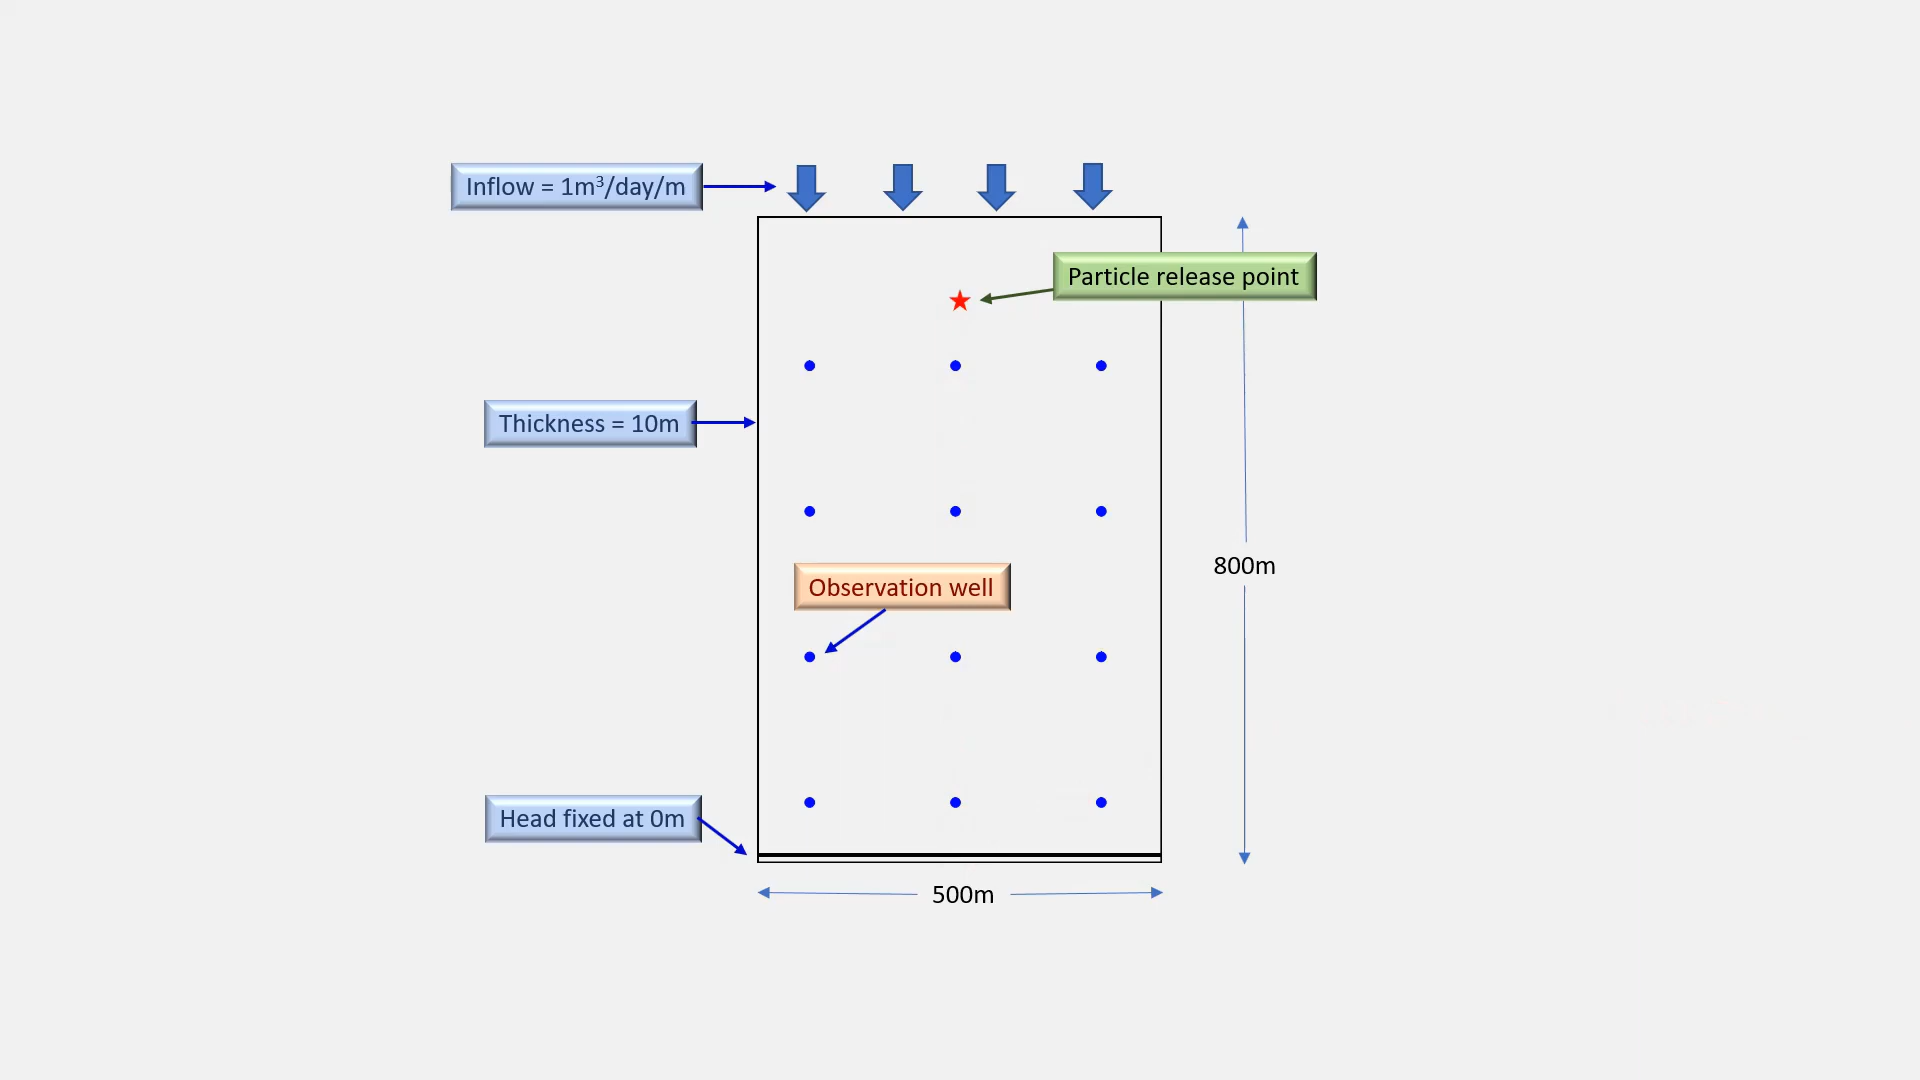 Inflow = 1m³/day/m
Particle release point
Thickness = 10m
800m
Observation well
Head fixed at 0m
500m